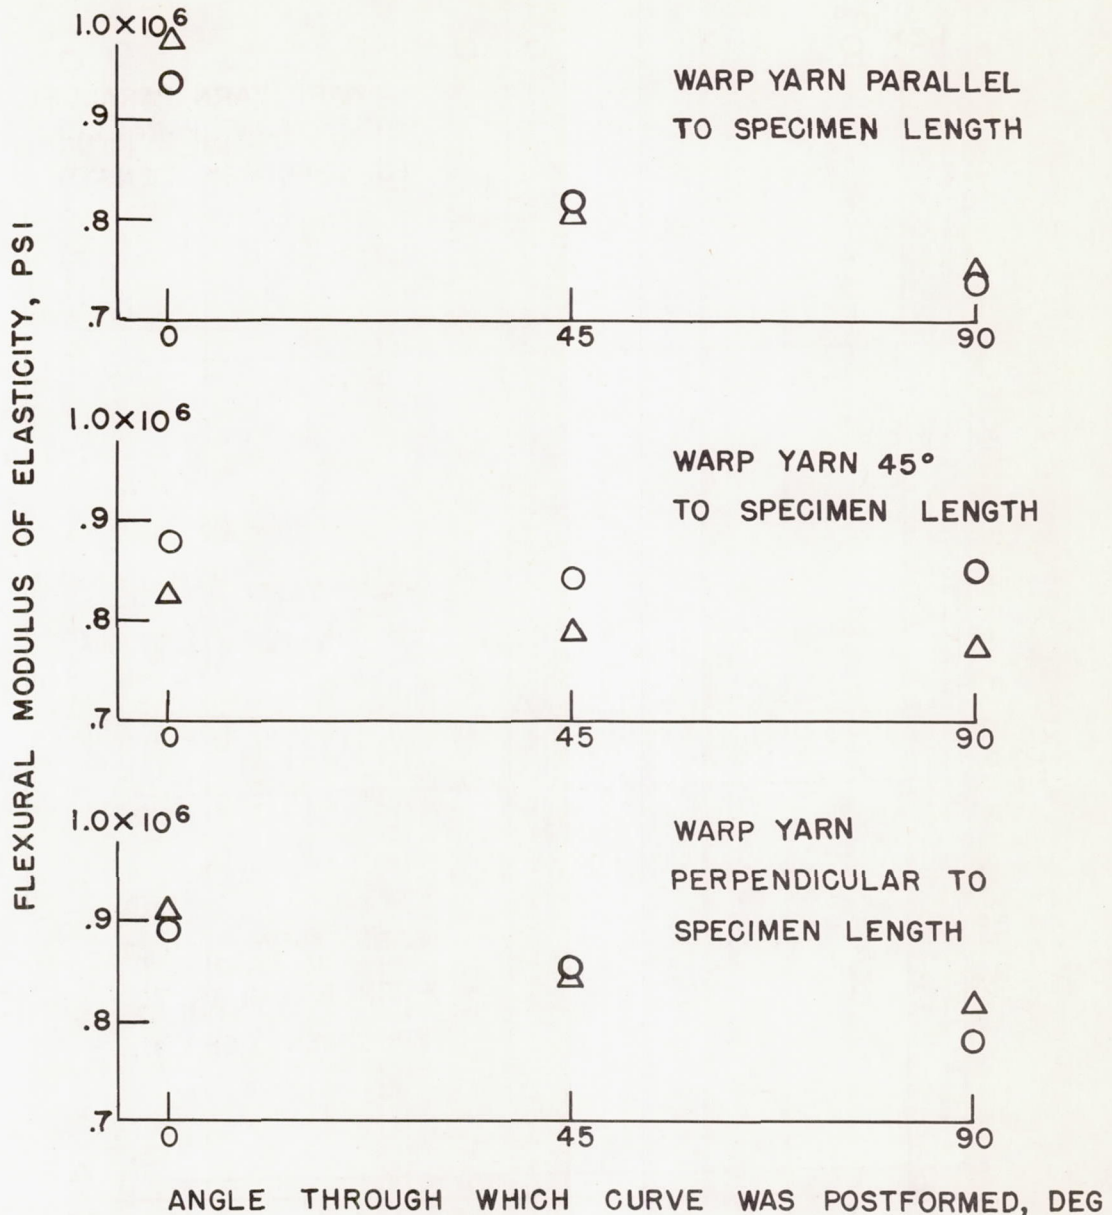 1.0×10⁶
.9
.8
.7
0 45 90
WARP YARN PARALLEL
TO SPECIMEN LENGTH
1.0×10⁶
.9
.8
.7
0 45 90
WARP YARN 45°
TO SPECIMEN LENGTH
1.0×10⁶
.9
.8
.7
0 45 90
WARP YARN
PERPENDICULAR TO
SPECIMEN LENGTH
FLEXURAL MODULUS OF ELASTICITY, PSI
ANGLE THROUGH WHICH CURVE WAS POSTFORMED, DEG